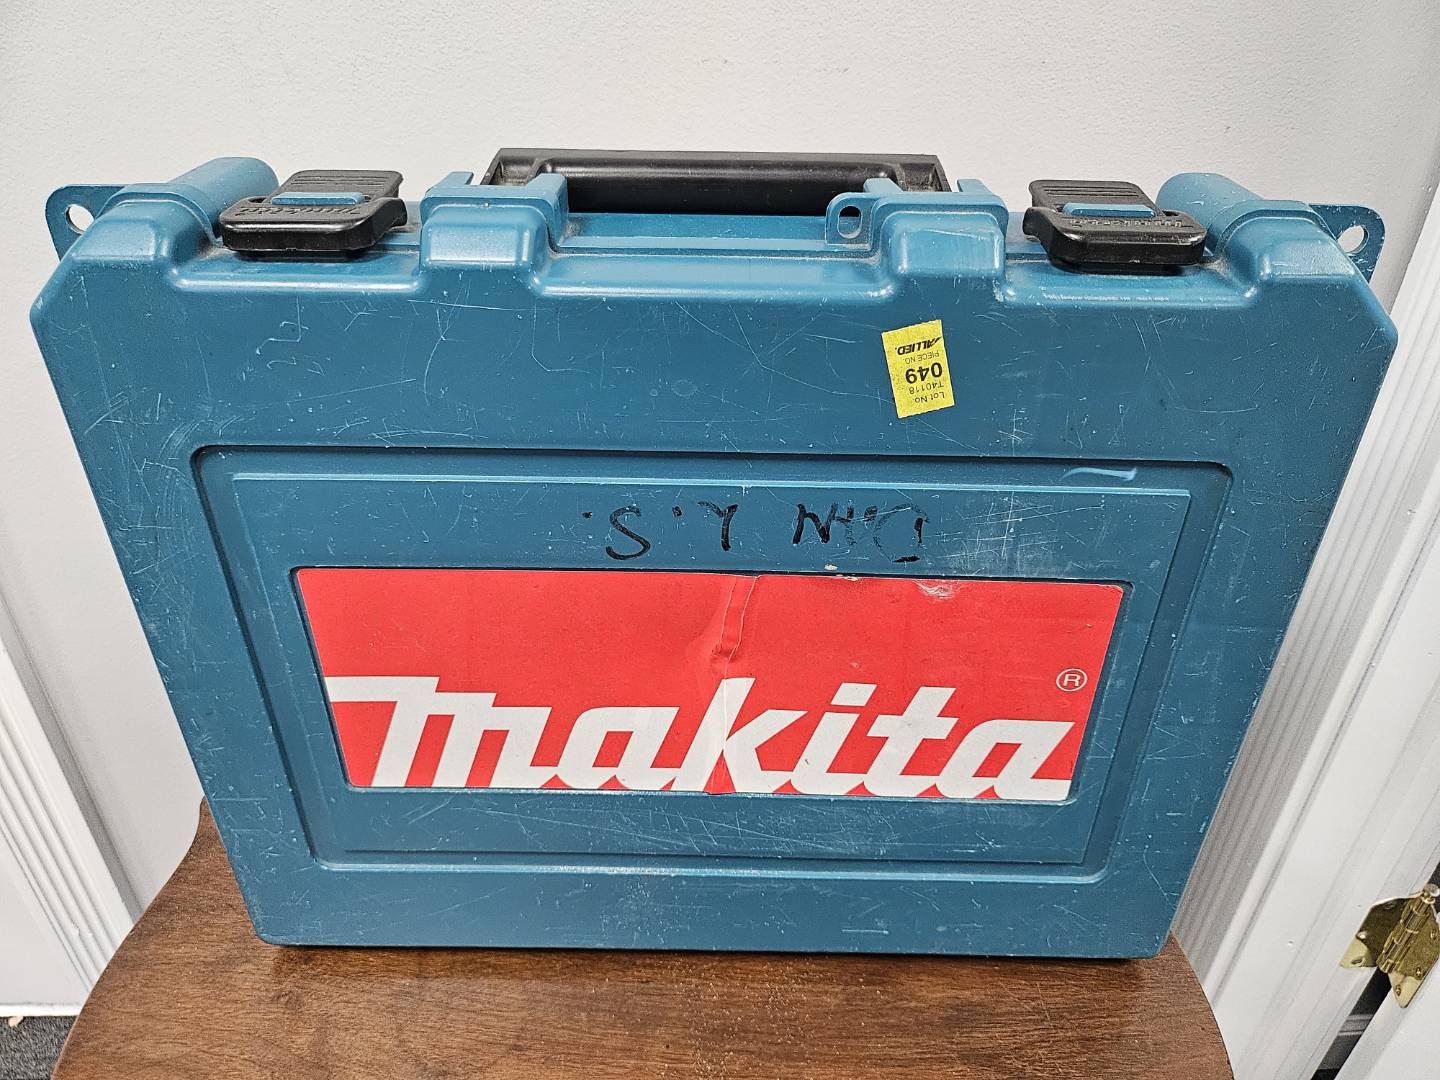 ALLIED.
PIECE NO.
049
T40118
Lot No.
DAN L.S.
makita®